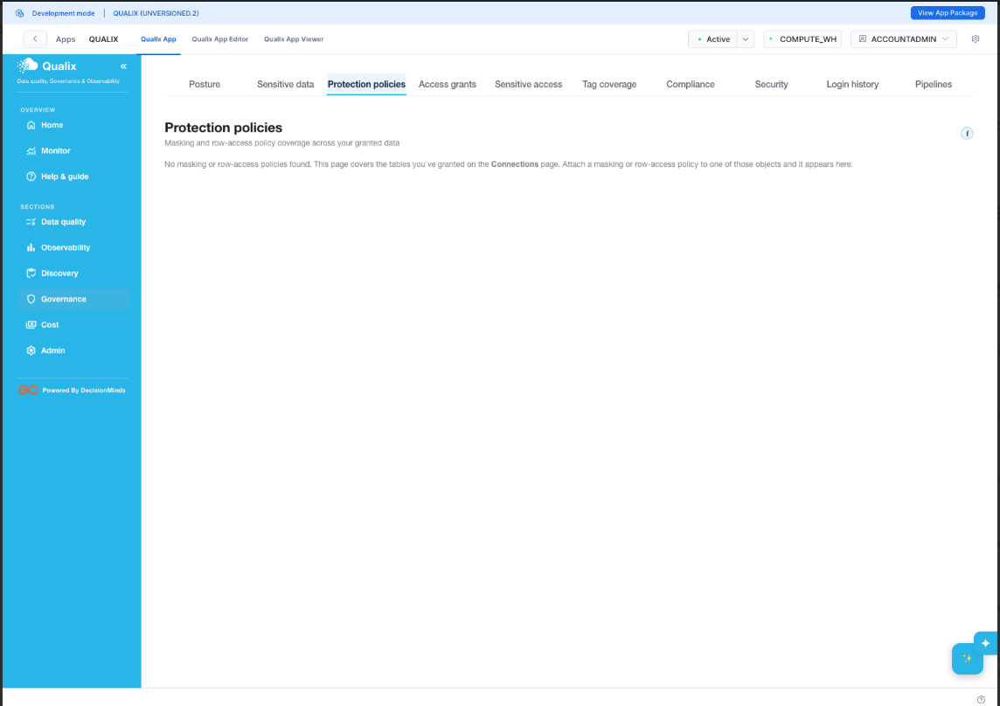 Development mode | QUALIX (UNVERSIONED.2)
View App Package
Apps QUALIX Qualix App Qualix App Editor Qualix App Viewer
Active COMPUTE_WH ACCOUNTADMIN
Qualix «
Data quality, Governance & Observability
OVERVIEW
Home
Monitor
Help & guide
SECTIONS
Data quality
Observability
Discovery
Governance
Cost
Admin
Powered By DecisionMinds
Posture Sensitive data Protection policies Access grants Sensitive access Tag coverage Compliance Security Login history Pipelines
Protection policies
Masking and row-access policy coverage across your granted data
No masking or row-access policies found. This page covers the tables you've granted on the Connections page. Attach a masking or row-access policy to one of those objects and it appears here.